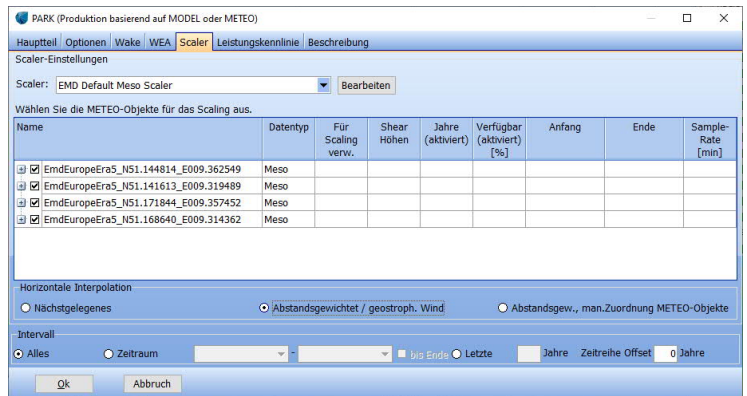 PARK (Produktion basierend auf MODEL oder METEO)
Hauptteil Optionen Wake WEA Scaler Leistungskennlinie Beschreibung
Scaler-Einstellungen
Scaler: EMD Default Meso Scaler Bearbeiten
Wählen Sie die METEO-Objekte für das Scaling aus.
Name Datentyp Für Shear Jahre Verfügbar Anfang Ende Sample-
Scaling Höhen (aktiviert) (aktiviert) Rate
verw. [%] [min]
EmdEuropeEra5_N51.144814_E009.362549 Meso
EmdEuropeEra5_N51.141613_E009.319489 Meso
EmdEuropeEra5_N51.171844_E009.357452 Meso
EmdEuropeEra5_N51.168640_E009.314362 Meso
Horizontale Interpolation
Nächstgelegenes Abstandsgewichtet / geostroph. Wind Abstandsgew., man.Zuordnung METEO-Objekte
Intervall
Alles Zeitraum - bis Ende Letzte Jahre Zeitreihe Offset 0 Jahre
Ok Abbruch